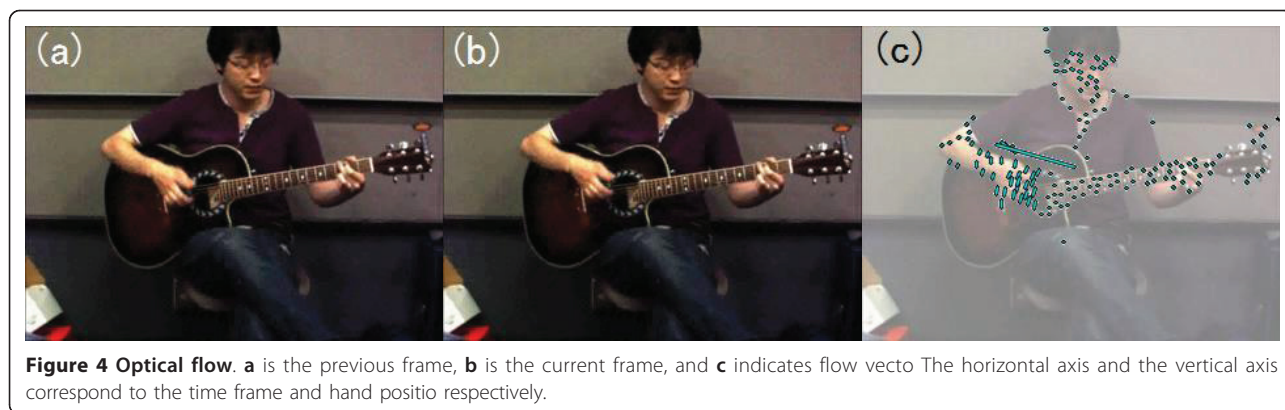 (a) (b) (c)
Figure 4 Optical flow. a is the previous frame, b is the current frame, and c indicates flow vecto The horizontal axis and the vertical axis
correspond to the time frame and hand positio respectively.